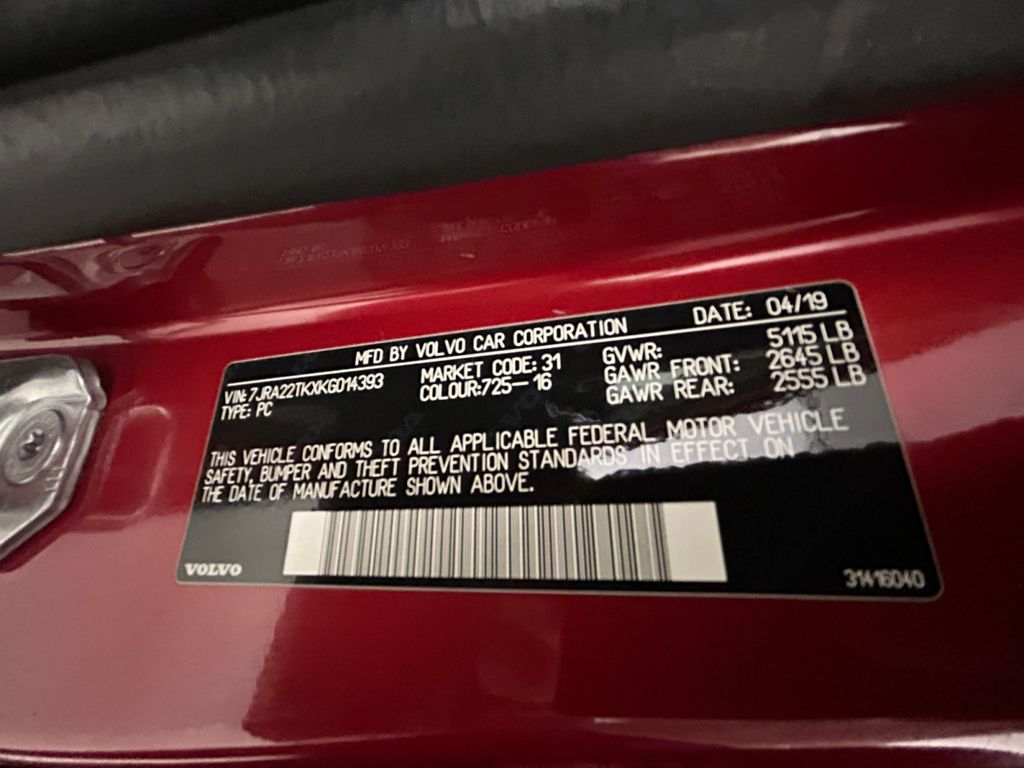 MFD BY VOLVO CAR CORPORATION DATE: 04/19
VIN: 7JRA22TKXKG014393 MARKET CODE: 31 GVWR: 5115 LB
TYPE: PC COLOUR:725-16 GAWR FRONT: 2645 LB
GAWR REAR: 2555 LB
THIS VEHICLE CONFORMS TO ALL APPLICABLE FEDERAL MOTOR VEHICLE
SAFETY, BUMPER AND THEFT PREVENTION STANDARDS IN EFFECT ON
THE DATE OF MANUFACTURE SHOWN ABOVE.
VOLVO 31416040